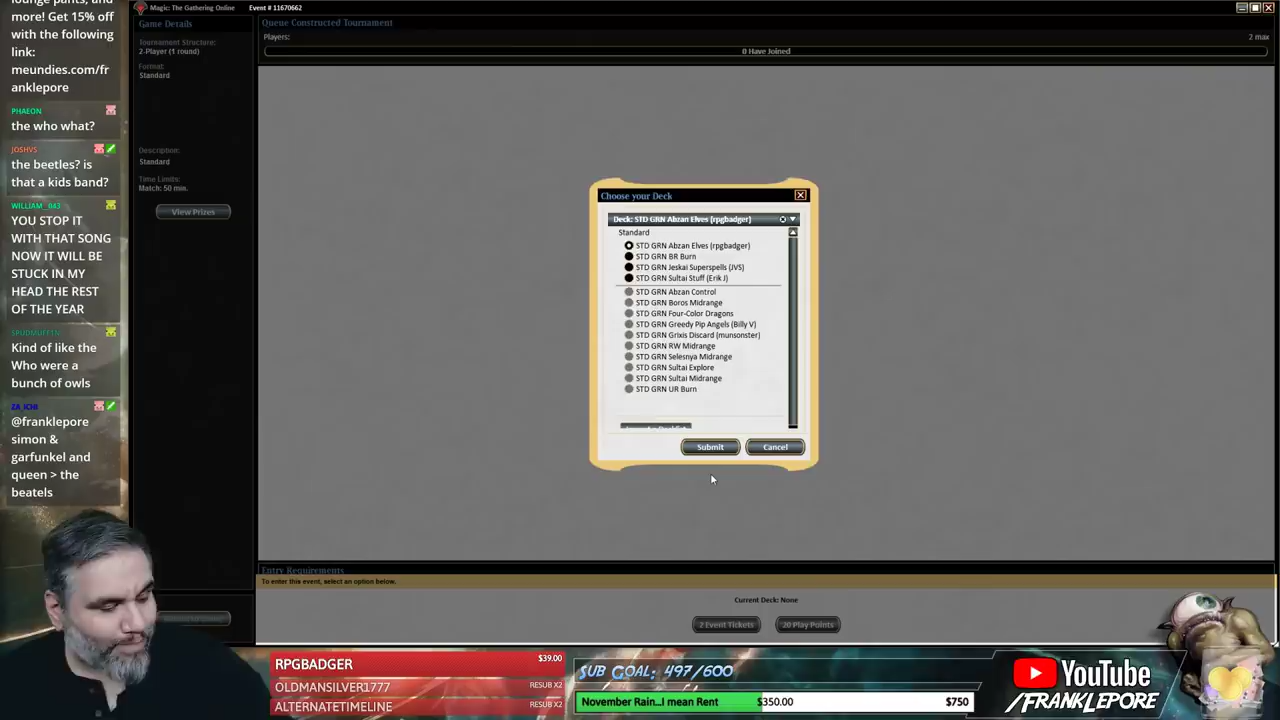 lounge pants, and
more! Get 15% off
with the following
link:
meundies.com/fr
anklepore
PHAEON
the who what?
JOSHVS
the beetles? is
that a kids band?
WILLIAM_1143
YOU STOP IT
WITH THAT SONG
NOW IT WILL BE
STUCK IN MY
HEAD THE REST
OF THE YEAR
Kind of like the
Who were a
bunch of owls
ZA_ICHI
@franklepore
simon &
garfunkel and
queen > the
beatels
Magic: The Gathering Online Event # 11670662
Game Details
Tournament Structure:
2-Player (1 round)
Format:
Standard
Description:
Standard
Time Limits:
Match: 50 min.
View Prizes
Queue Constructed Tournament
Players: 2 max
0 Have Joined
Choose your Deck
Deck: STD GRN Abzan Elves (rpgbadger)
Standard
STD GRN Abzan Elves (rpgbadger)
STD GRN BR Burn
STD GRN Jeskai Superspells (JVS)
STD GRN Sultai Stuff (Erik J)
STD GRN Abzan Control
STD GRN Boros Midrange
STD GRN Four-Color Dragons
STD GRN Greedy Pip Angels (Billy V)
STD GRN Grixis Discard (munsonster)
STD GRN RW Midrange
STD GRN Selesnya Midrange
STD GRN Sultai Explore
STD GRN Sultai Midrange
STD GRN UR Burn
Submit Cancel
Entry Requirements
To enter this event, select an option below.
Current Deck: None
2 Event Tickets 20 Play Points
RPGBADGER $39.00
OLDMANSILVER1777 RESUB X2
ALTERNATETIMELINE RESUB X2
SUB GOAL: 497/600
November Rain...I mean Rent $350.00 $750
YouTube
/FRANKLEPORE